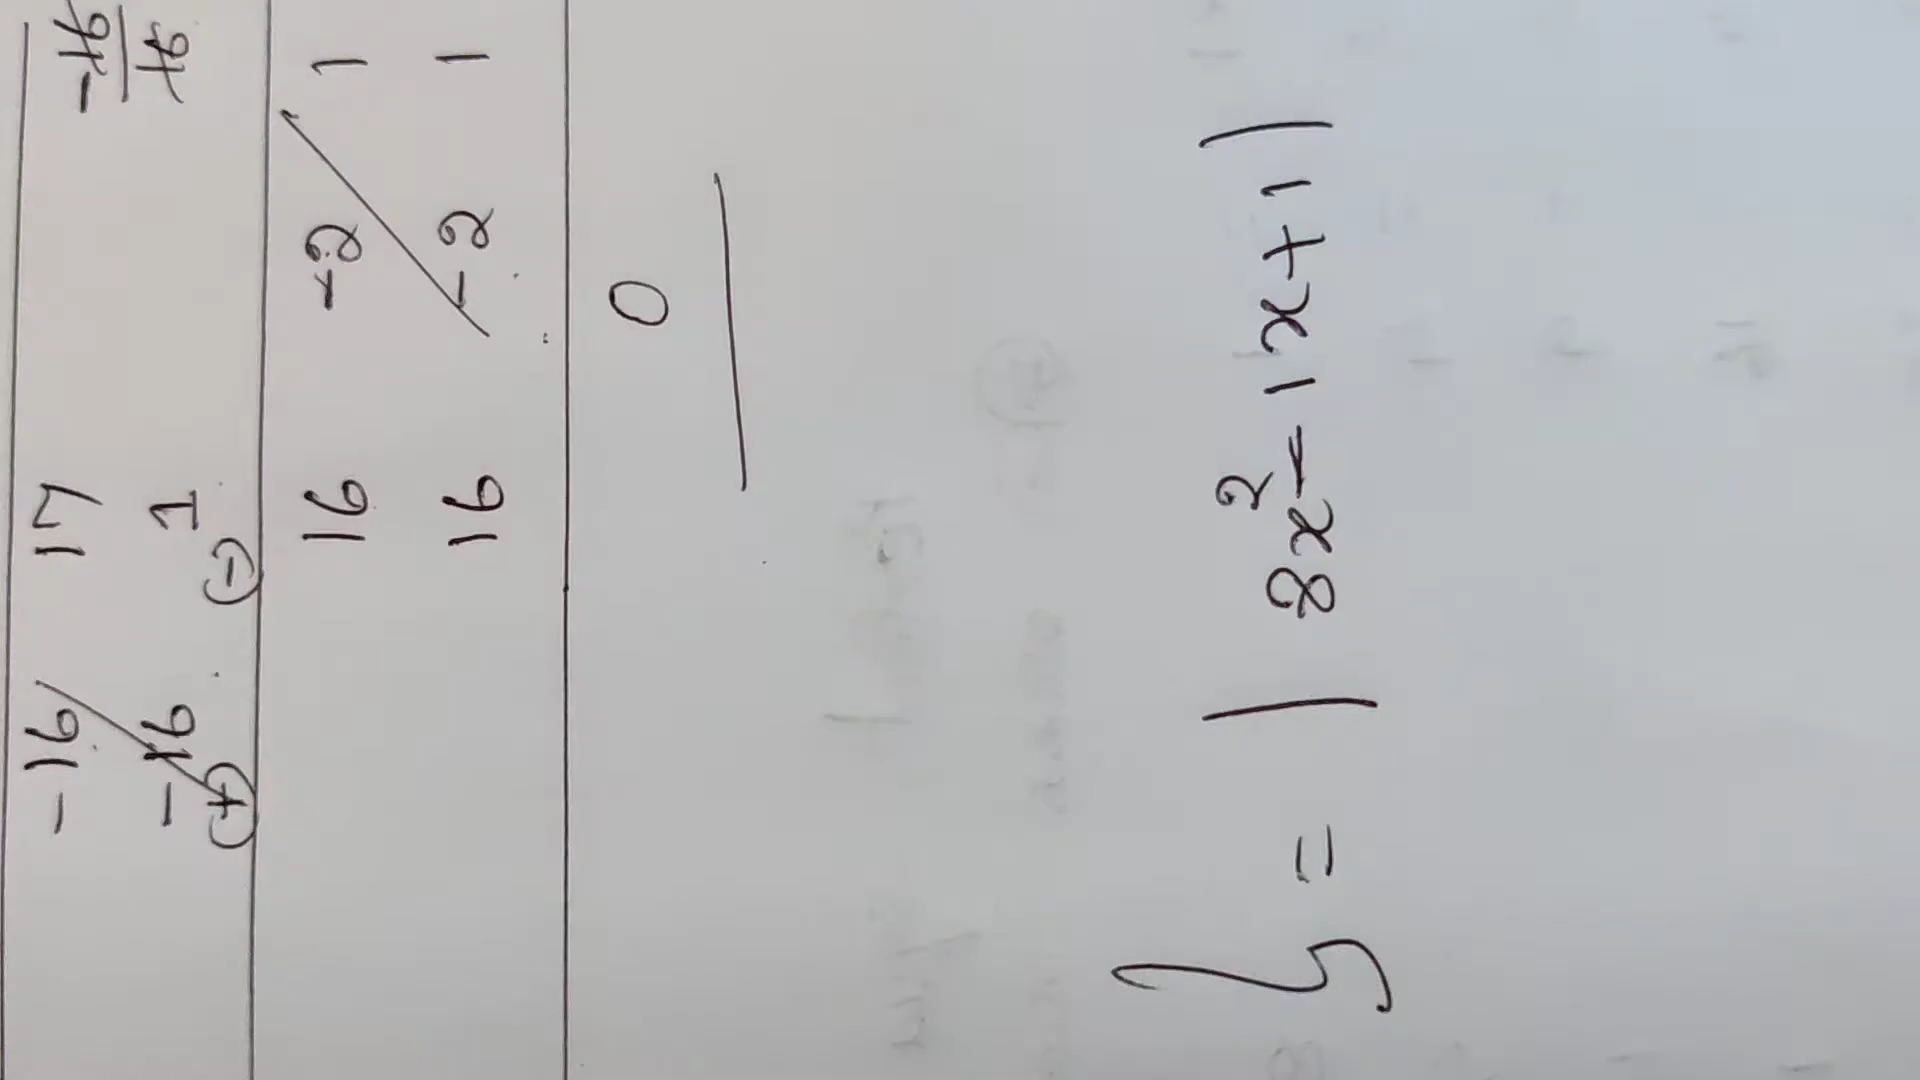 -16 17 -16
-16 1 16
(+) (-)
16 -2 1
16 -2 1
0
y = | 8x² - 1x + 1 |